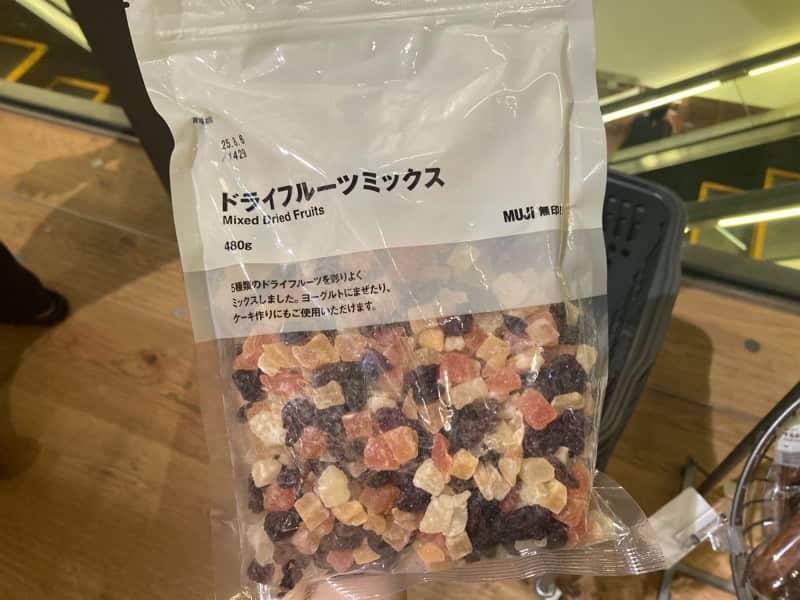 25.9.6
/Y429
ドライフルーツミックス
Mixed Dried Fruits
MUJI 無印
480g
5種類のドライフルーツを彩りよく
ミックスしました。ヨーグルトにまぜたり、
ケーキ作りにもご使用いただけます。